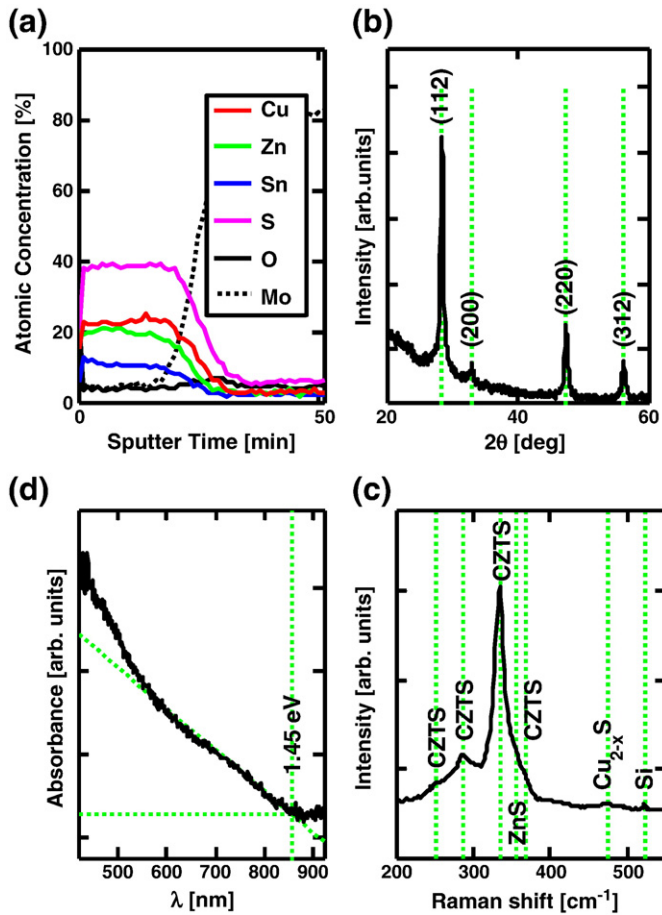 (a)
Atomic Concentration [%]
100
80
60
40
20
0
Cu
Zn
Sn
S
O
Mo
0
50
Sputter Time [min]
(b)
Intensity [arb.units]
(112)
(200)
(220)
(312)
20
40
60
2θ [deg]
(d)
Absorbance [arb. units]
1.45 eV
500
600
700
800
900
λ [nm]
(c)
Intensity [arb. units]
CZTS
CZTS
CZTS
ZnS
CZTS
Cu2-x S
Si
200
300
400
500
Raman shift [cm-1]